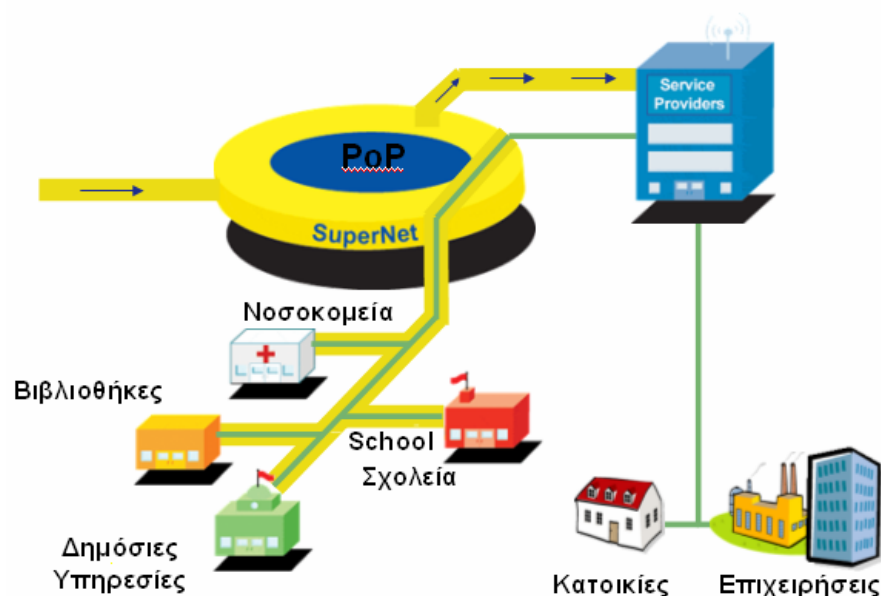 Service
Providers
PoP
SuperNet
Νοσοκομεία
Βιβλιοθήκες
School
Σχολεία
Δημόσιες
Υπηρεσίες
Κατοικίες
Επιχειρήσεις